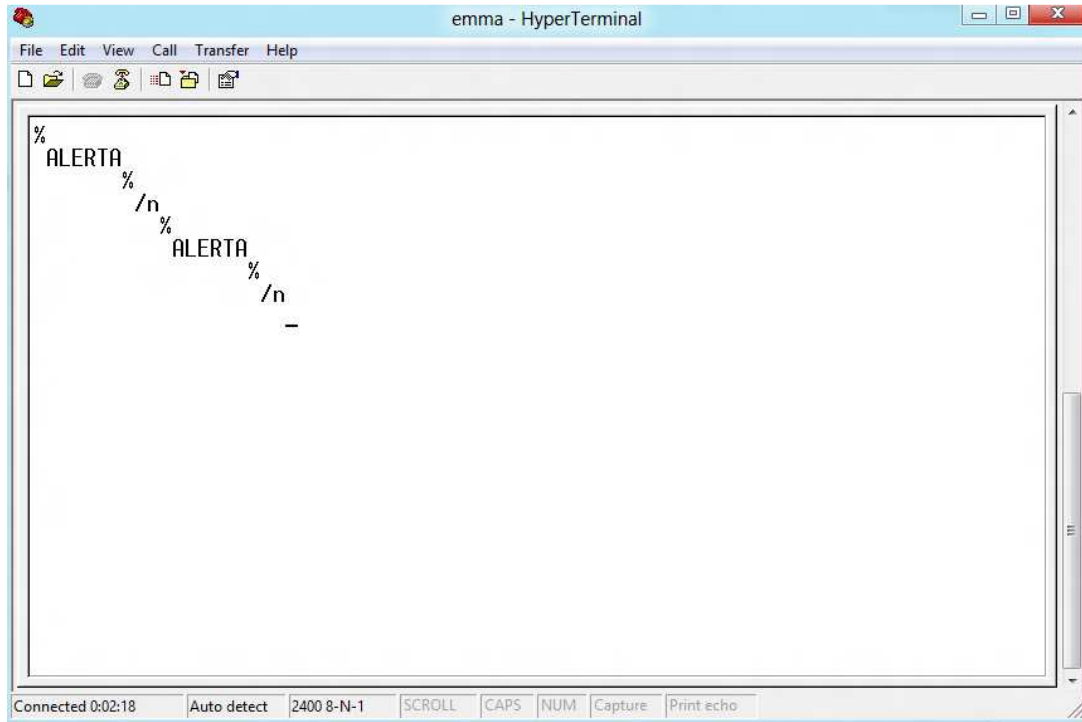 emma - HyperTerminal
File Edit View Call Transfer Help
%
ALERTA
%
/n
%
ALERTA
%
/n
_
Connected 0:02:18 Auto detect 2400 8-N-1 SCROLL CAPS NUM Capture Print echo